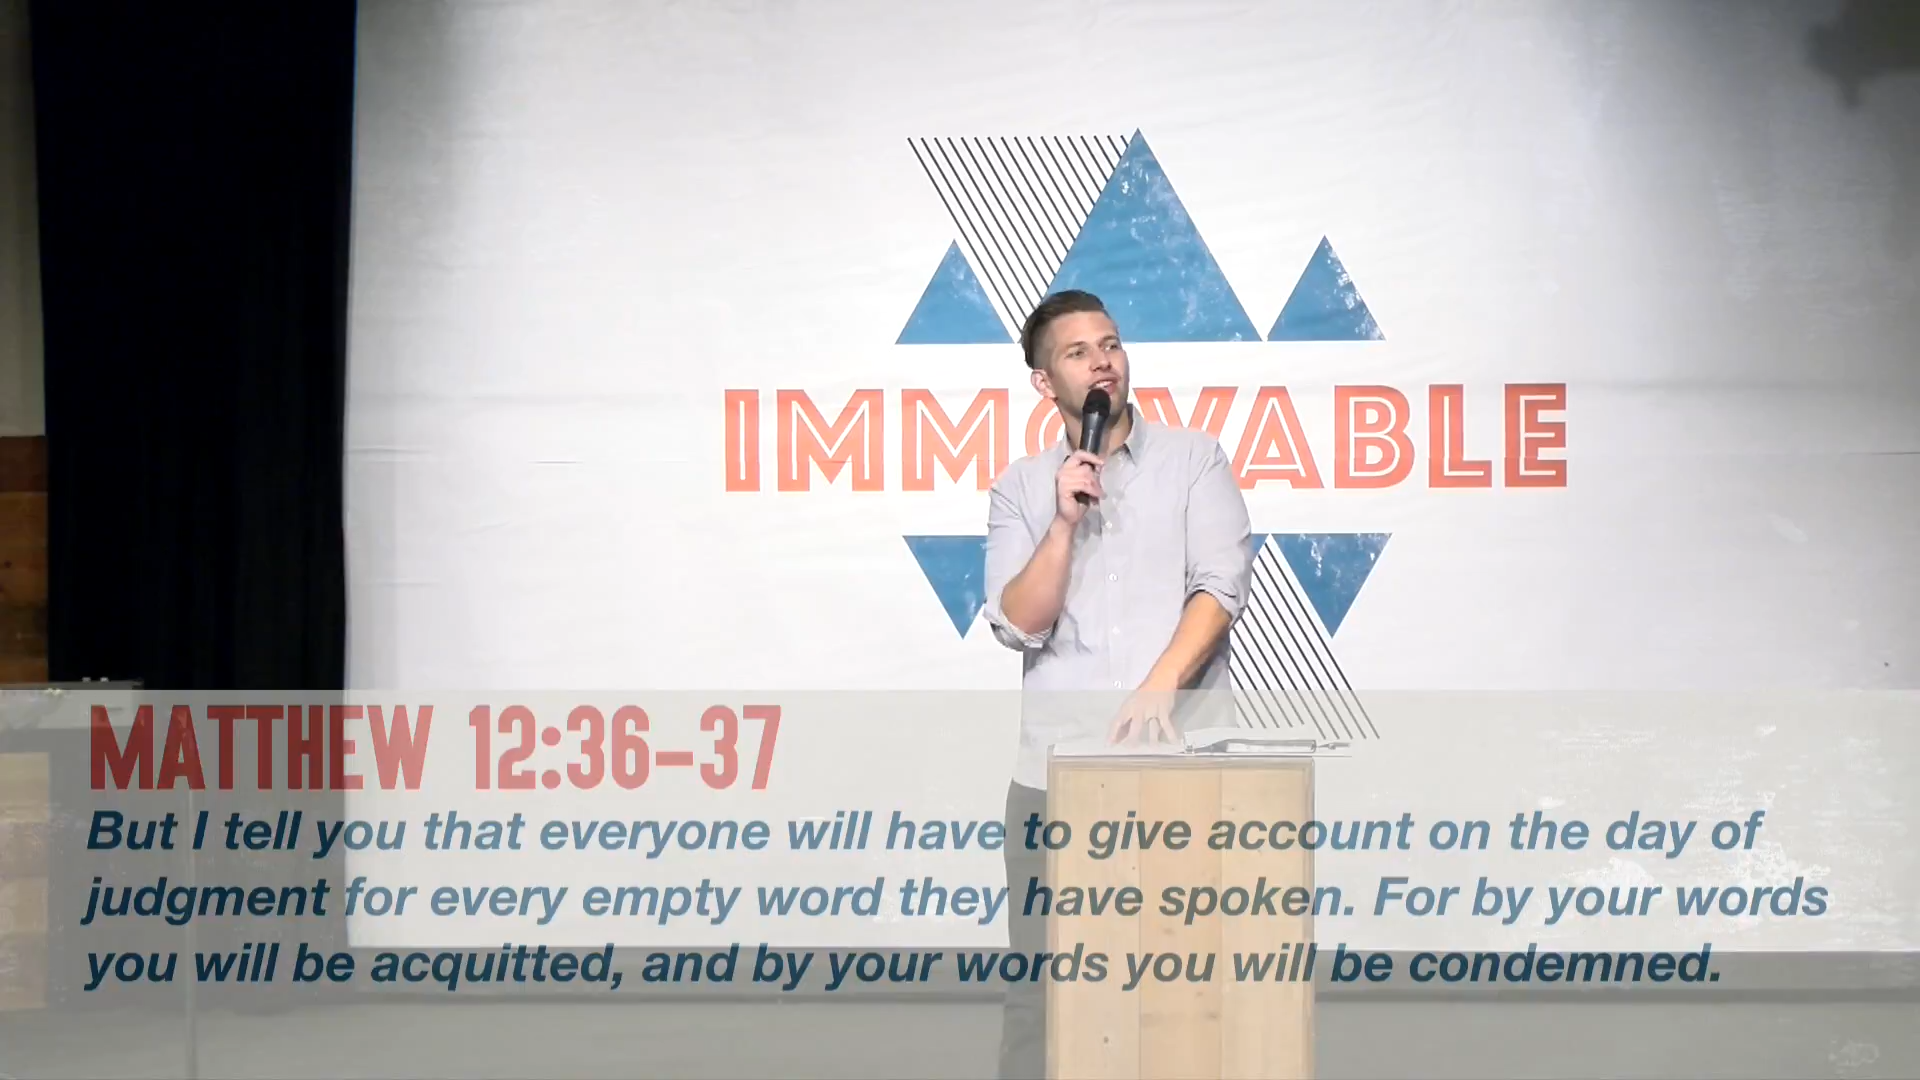 IMMOVABLE
MATTHEW 12:36-37
But I tell you that everyone will have to give account on the day of
judgment for every empty word they have spoken. For by your words
you will be acquitted, and by your words you will be condemned.